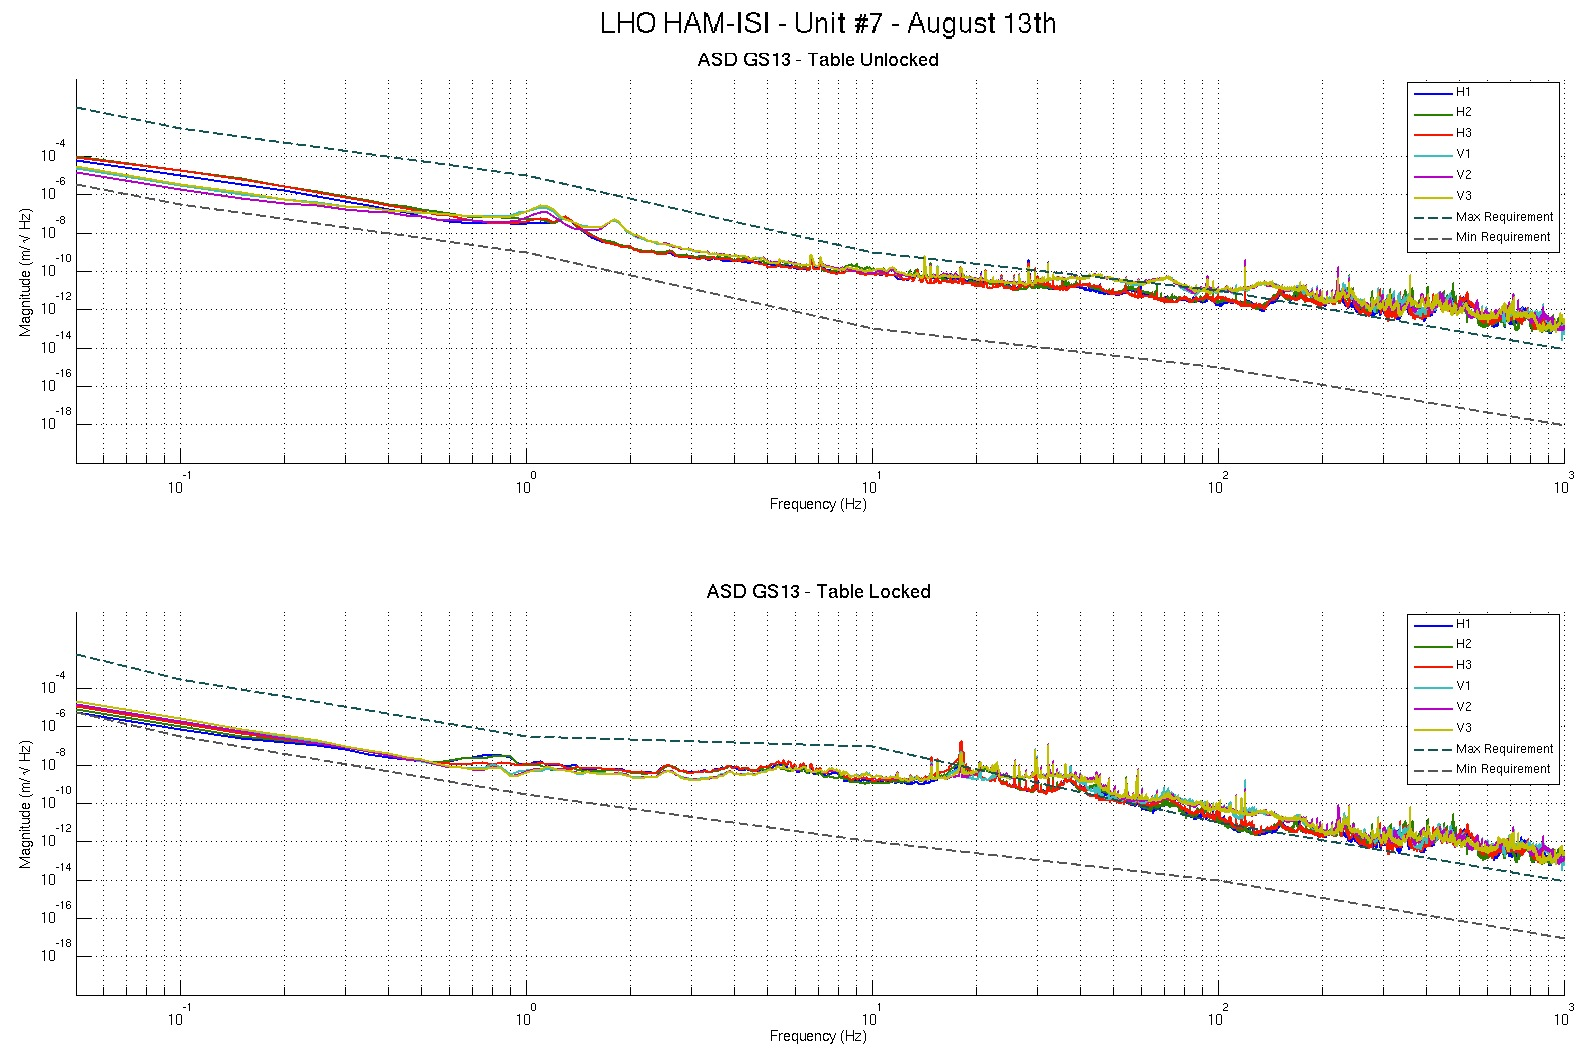 LHO HAM-ISI - Unit #7 - August 13th
ASD GS13 - Table Unlocked
Magnitude (m/√ Hz)
10^-4
10^-6
10^-8
10^-10
10^-12
10^-14
10^-16
10^-18
H1
H2
H3
V1
V2
V3
Max Requirement
Min Requirement
10^-1 10^0 10^1 10^2 10^3
Frequency (Hz)
ASD GS13 - Table Locked
Magnitude (m/√ Hz)
10^-4
10^-6
10^-8
10^-10
10^-12
10^-14
10^-16
10^-18
H1
H2
H3
V1
V2
V3
Max Requirement
Min Requirement
10^-1 10^0 10^1 10^2 10^3
Frequency (Hz)